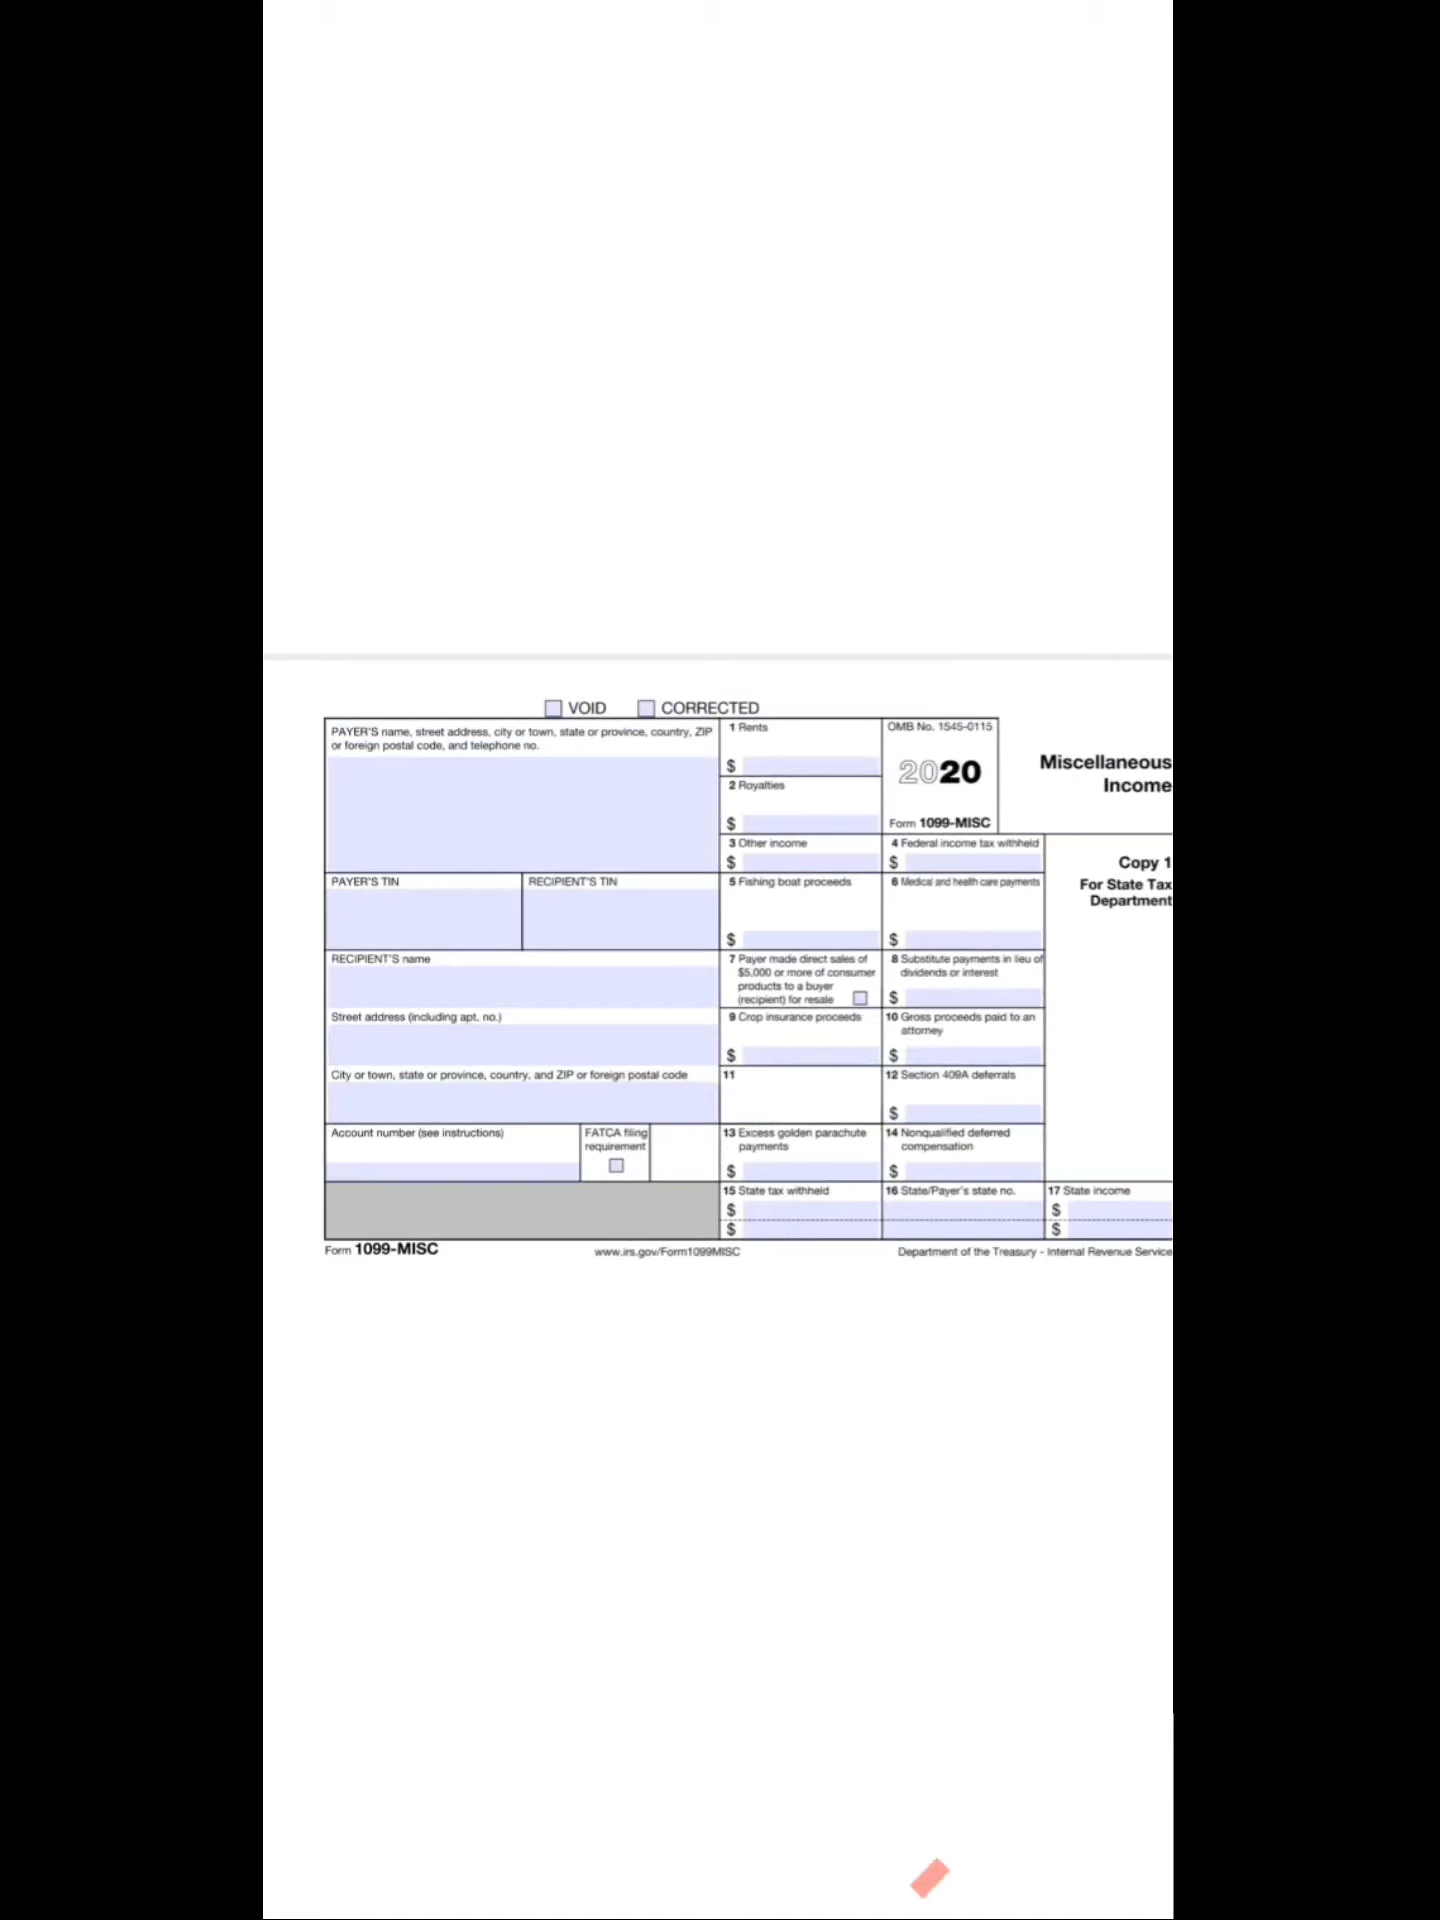 VOID CORRECTED
PAYER'S name, street address, city or town, state or province, country, ZIP
or foreign postal code, and telephone no.
1 Rents
$
OMB No. 1545-0115
2020
Form 1099-MISC
Miscellaneous
Income
2 Royalties
$
3 Other income
$
4 Federal income tax withheld
$
Copy 1
For State Tax
Department
PAYER'S TIN
RECIPIENT'S TIN
5 Fishing boat proceeds
$
6 Medical and health care payments
$
RECIPIENT'S name
7 Payer made direct sales of
$5,000 or more of consumer
products to a buyer
(recipient) for resale
8 Substitute payments in lieu of
dividends or interest
$
Street address (including apt. no.)
9 Crop insurance proceeds
$
10 Gross proceeds paid to an
attorney
$
City or town, state or province, country, and ZIP or foreign postal code
11
12 Section 409A deferrals
$
Account number (see instructions)
FATCA filing
requirement
13 Excess golden parachute
payments
$
14 Nonqualified deferred
compensation
$
15 State tax withheld
$
$
16 State/Payer's state no.
17 State income
$
$
Form 1099-MISC
www.irs.gov/Form1099MISC
Department of the Treasury - Internal Revenue Service